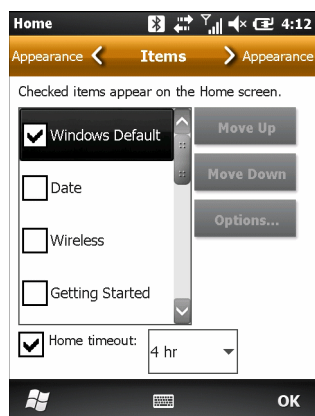 Home 4:12
Appearance Items Appearance
Checked items appear on the Home screen.
Windows Default
Move Up
Date
Move Down
Wireless
Options...
Getting Started
Home timeout: 4 hr
OK